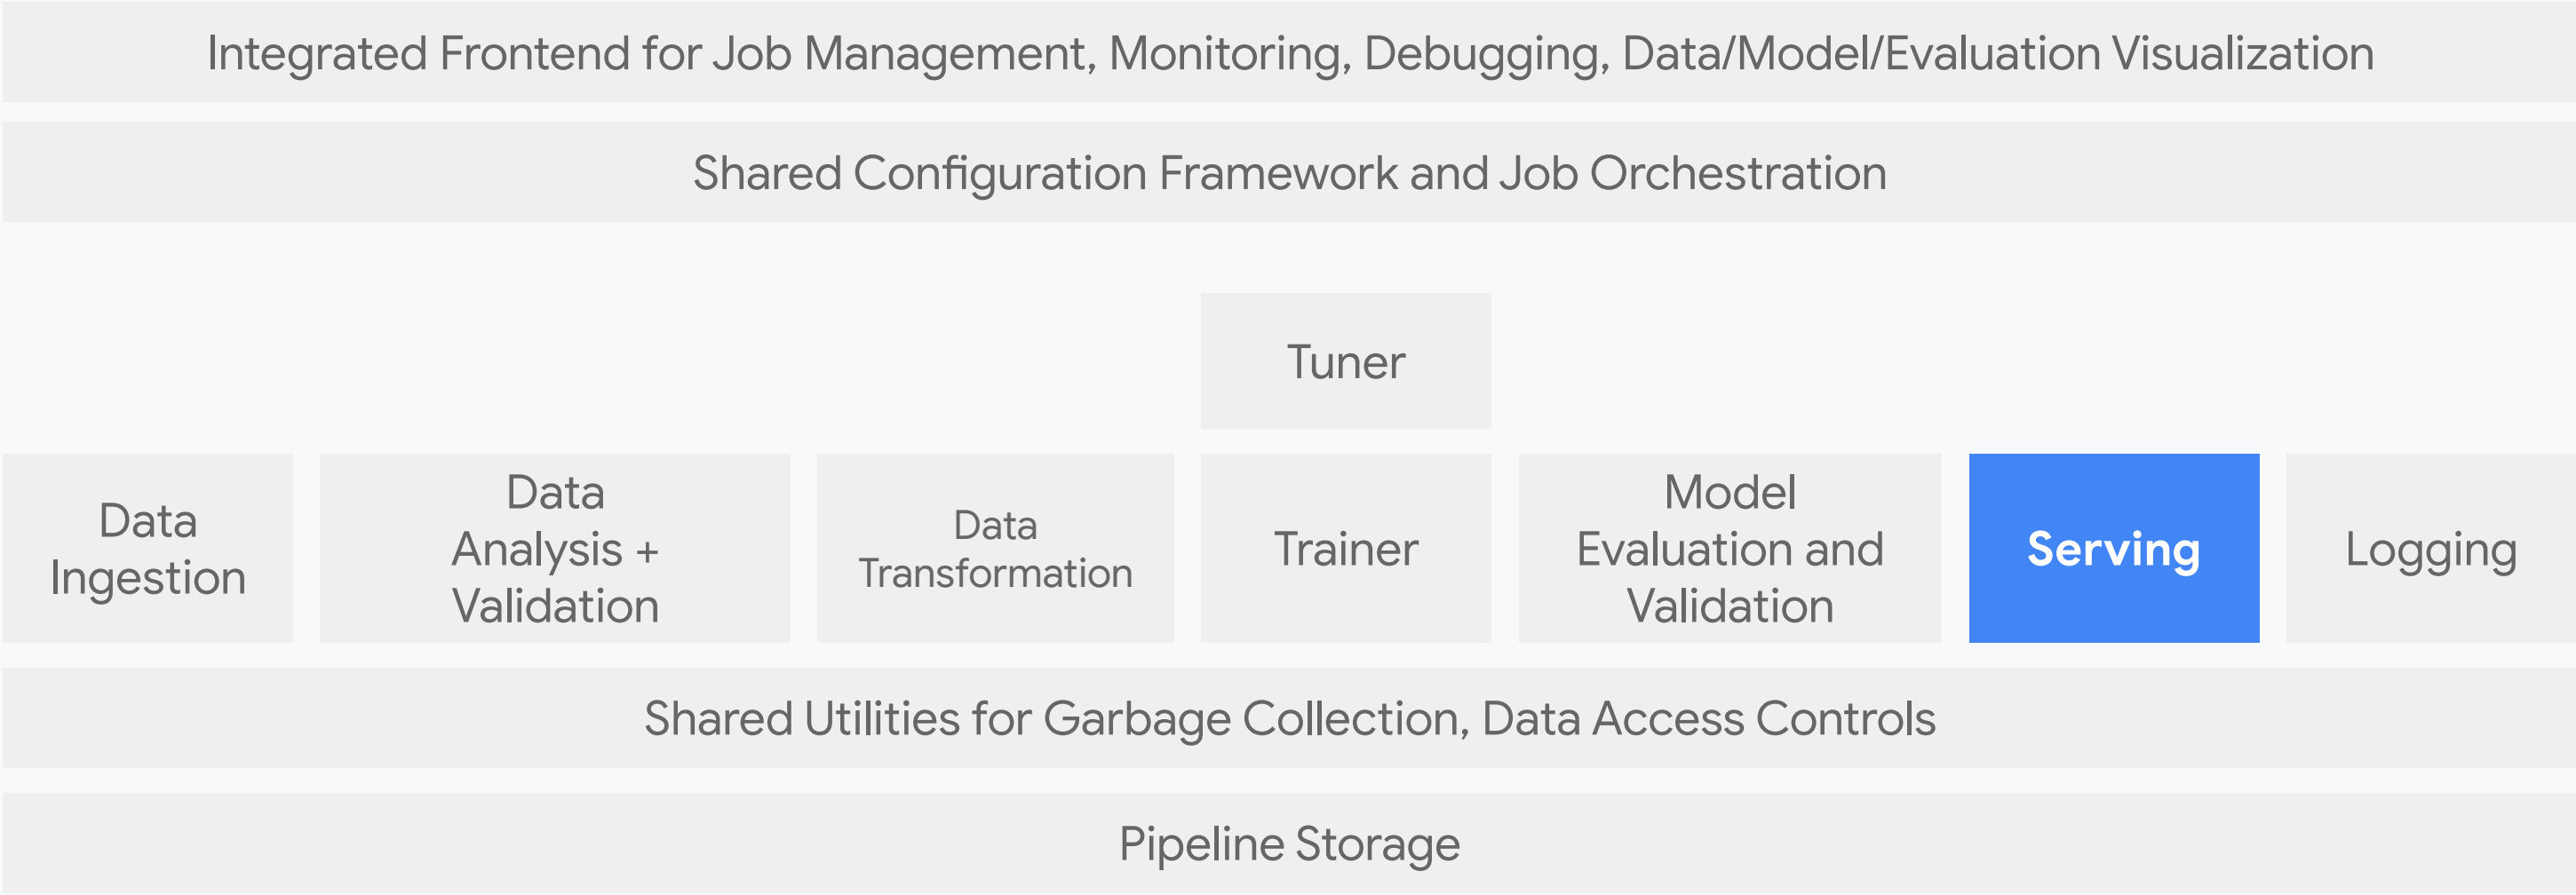 Integrated Frontend for Job Management, Monitoring, Debugging, Data/Model/Evaluation Visualization
Shared Configuration Framework and Job Orchestration
Tuner
Data
Ingestion
Data
Analysis +
Validation
Data
Transformation
Trainer
Model
Evaluation and
Validation
Serving
Logging
Shared Utilities for Garbage Collection, Data Access Controls
Pipeline Storage